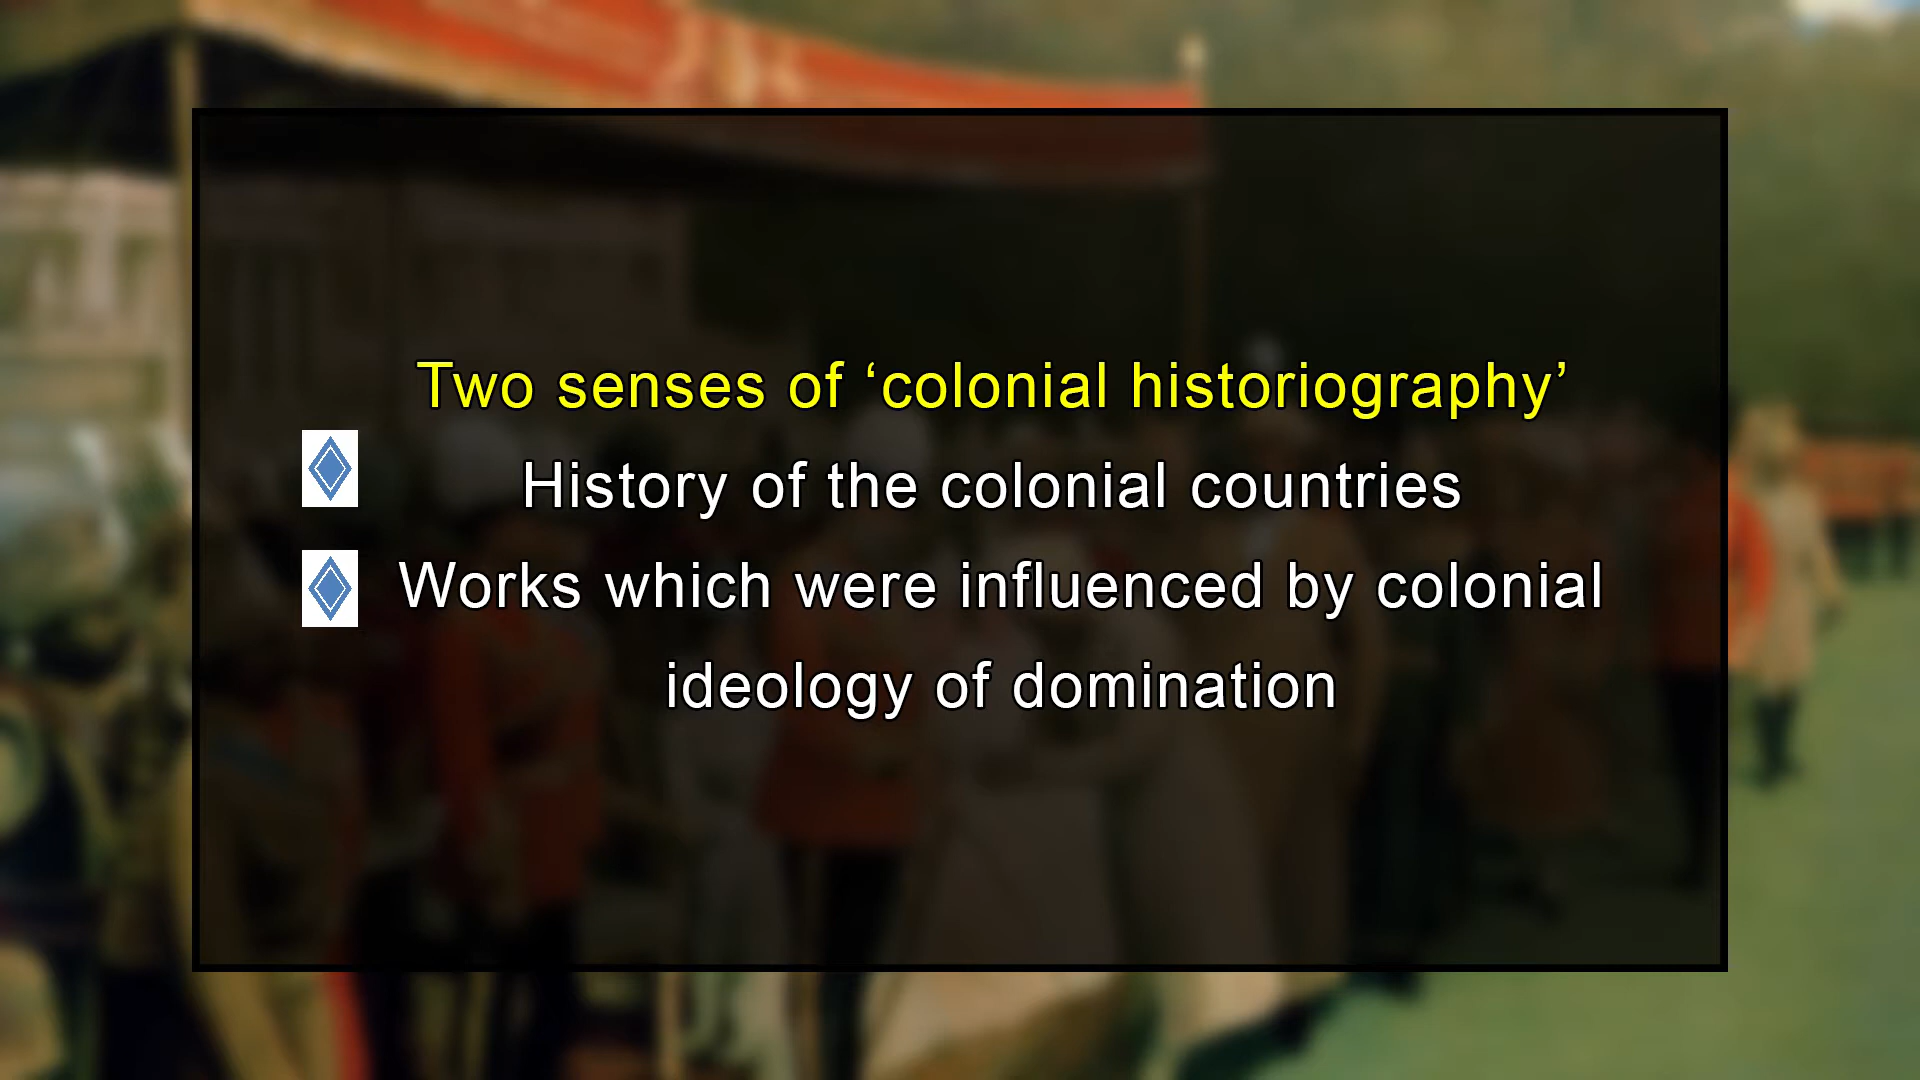 Two senses of ‘colonial historiography’
History of the colonial countries
Works which were influenced by colonial
ideology of domination